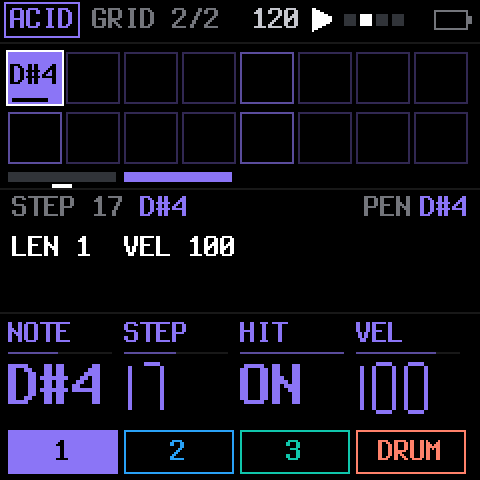 ACID GRID 2/2 120
D#4
STEP 17 D#4 PEN D#4
LEN 1 VEL 100
NOTE STEP HIT VEL
D#4 17 ON 100
1 2 3 DRUM